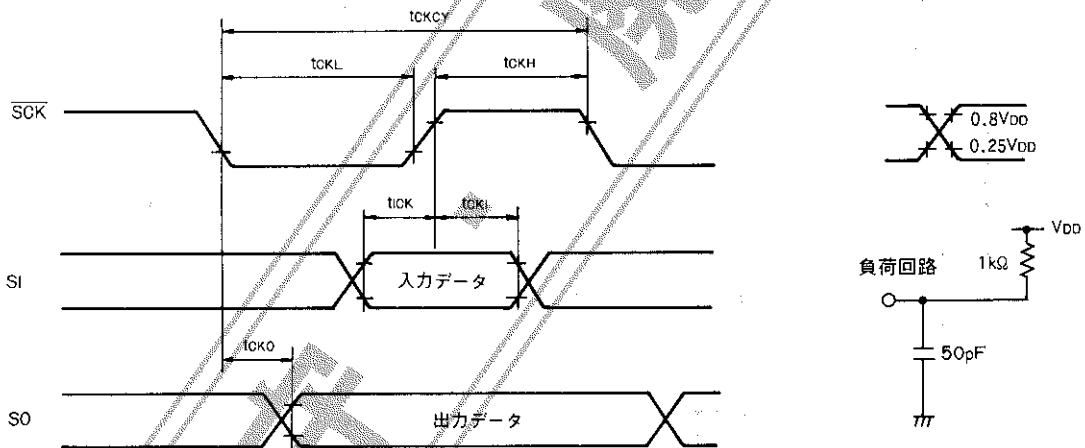 tCKCY
tCKL
tCKH
SCK
0.8VDD
0.25VDD
tICK
tCKI
SI
入力データ
VDD
負荷回路
1kΩ
50pF
tCKO
SO
出力データ